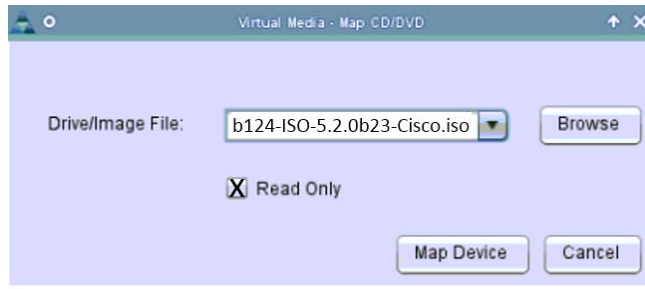 Virtual Media - Map CD/DVD
Drive/Image File: b124-ISO-5.2.0b23-Cisco.iso Browse
X Read Only
Map Device Cancel